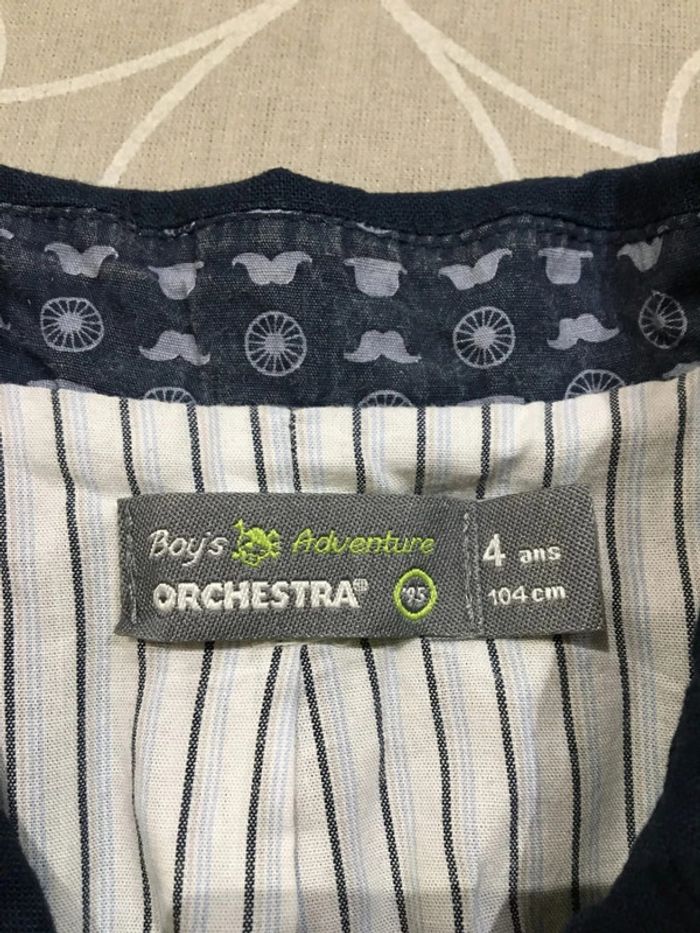 Boy's Adventure
ORCHESTRA® '95
4 ans
104 cm